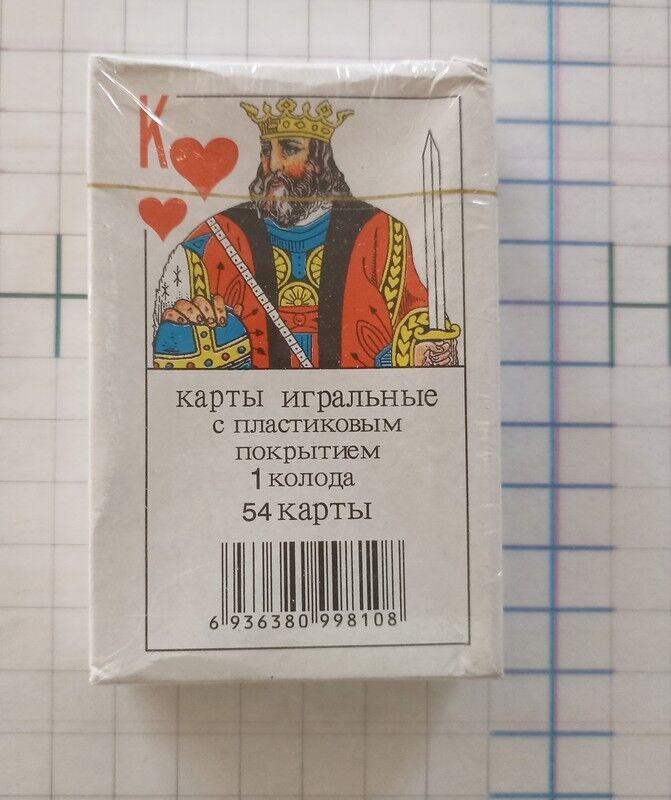 К
карты игральные
с пластиковым
покрытием
1 колода
54 карты
6 936380 998108